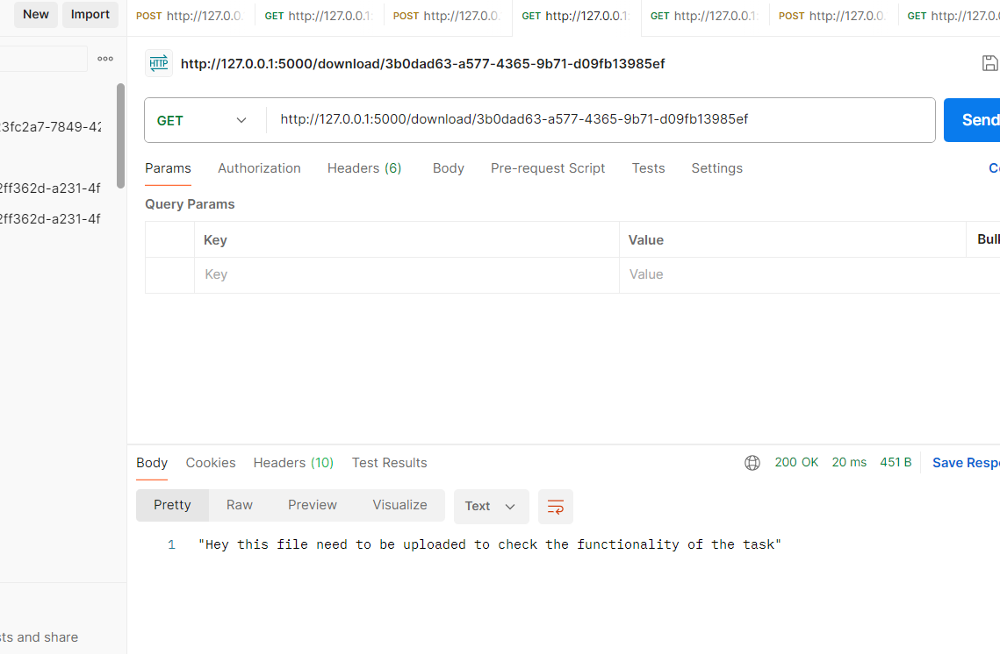 New Import
POST http://127.0.0. GET http://127.0.0.1: POST http://127.0.0. GET http://127.0.0.1: GET http://127.0.0.1: POST http://127.0.0. GET http://127.0.
HTTP http://127.0.0.1:5000/download/3b0dad63-a577-4365-9b71-d09fb13985ef
GET http://127.0.0.1:5000/download/3b0dad63-a577-4365-9b71-d09fb13985ef Send
3fc2a7-7849-42
Params Authorization Headers (6) Body Pre-request Script Tests Settings
2ff362d-a231-4f
Query Params
2ff362d-a231-4f
Key Value Bul
Key Value
Body Cookies Headers (10) Test Results 200 OK 20 ms 451 B Save Resp
Pretty Raw Preview Visualize Text
1 "Hey this file need to be uploaded to check the functionality of the task"
sts and share